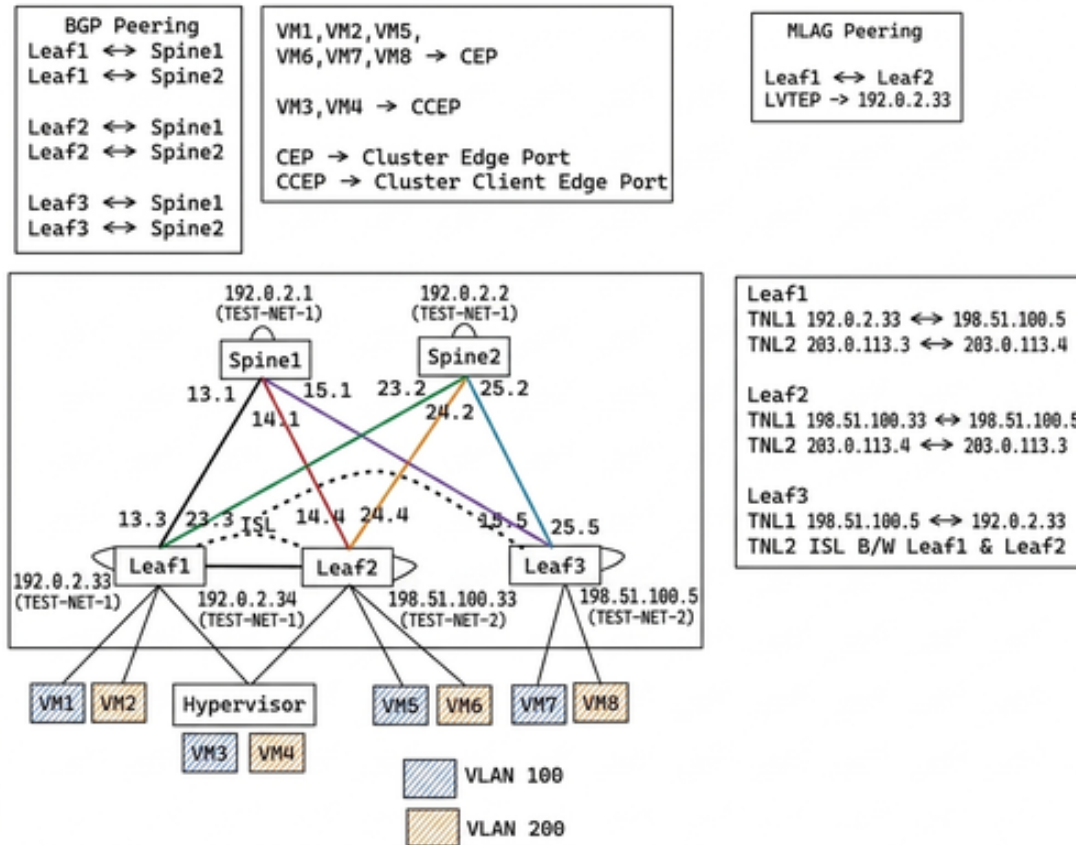 BGP Peering
Leaf1 <-> Spine1
Leaf1 <-> Spine2
Leaf2 <-> Spine1
Leaf2 <-> Spine2
Leaf3 <-> Spine1
Leaf3 <-> Spine2
VM1,VM2,VM5,
VM6,VM7,VM8 → CEP
VM3,VM4 → CCEP
CEP → Cluster Edge Port
CCEP → Cluster Client Edge Port
MLAG Peering
Leaf1 <-> Leaf2
LVTEP -> 192.0.2.33
192.0.2.1
(TEST-NET-1)
192.0.2.2
(TEST-NET-1)
Spine1
Spine2
13.1
15.1
23.2
25.2
14.1
24.2
13.3
23.3
ISL
14.4
24.4
15.5
25.5
Leaf1
Leaf2
Leaf3
192.0.2.33
(TEST-NET-1)
192.0.2.34
(TEST-NET-1)
198.51.100.33
(TEST-NET-2)
198.51.100.5
(TEST-NET-2)
VM1
VM2
Hypervisor
VM5
VM6
VM7
VM8
VM3
VM4
VLAN 100
VLAN 200
Leaf1
TNL1 192.0.2.33 <-> 198.51.100.5
TNL2 203.0.113.3 <-> 203.0.113.4
Leaf2
TNL1 198.51.100.33 <-> 198.51.100.5
TNL2 203.0.113.4 <-> 203.0.113.3
Leaf3
TNL1 198.51.100.5 <-> 192.0.2.33
TNL2 ISL B/W Leaf1 & Leaf2